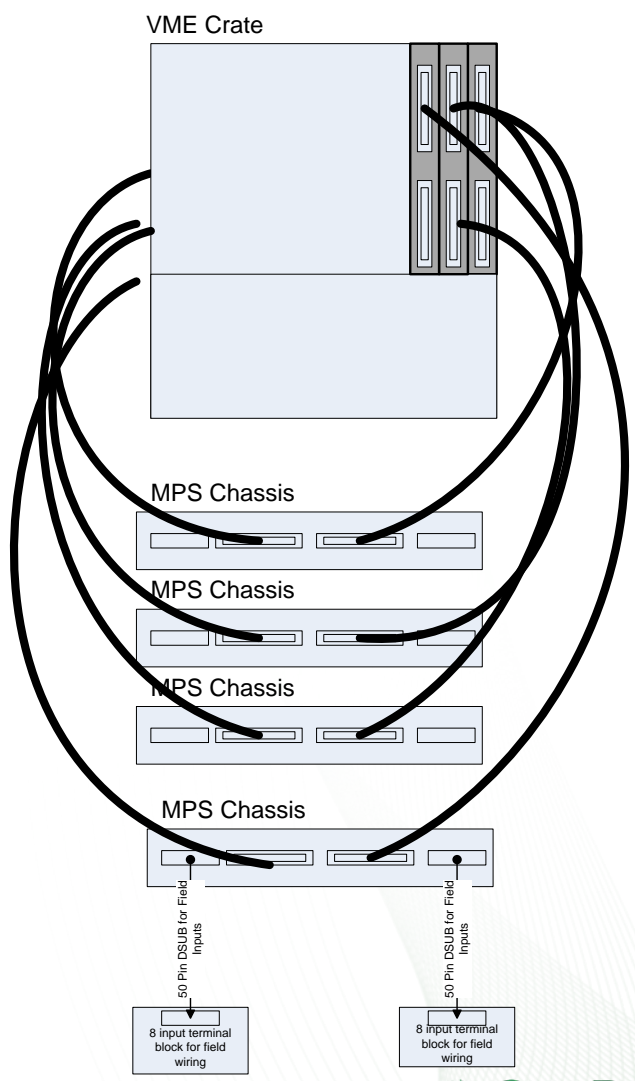 VME Crate
MPS Chassis
MPS Chassis
MPS Chassis
MPS Chassis
50 Pin DSUB for Field
Inputs
50 Pin DSUB for Field
Inputs
8 input terminal
block for field
wiring
8 input terminal
block for field
wiring